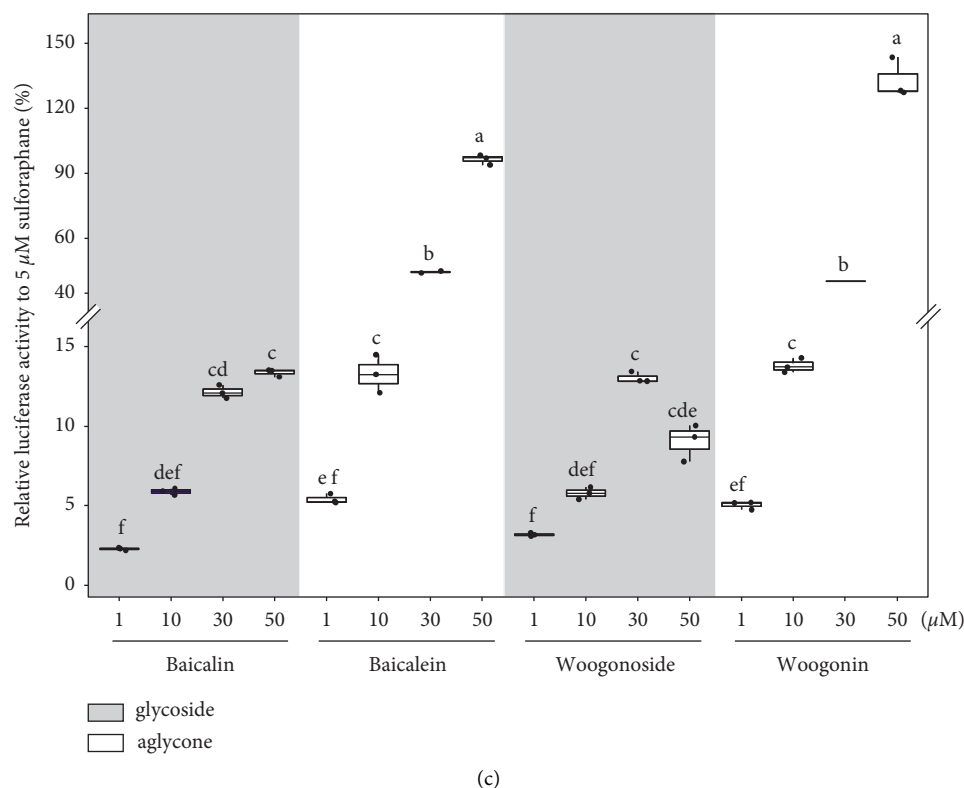 Relative luciferase activity to 5 µM sulforaphane (%)
150
120
90
60
40
15
10
5
0
f
def
cd
c
e f
c
b
a
f
def
c
cde
ef
c
b
a
1 10 30 50 1 10 30 50 1 10 30 50 1 10 30 50 (µM)
Baicalin Baicalein Woogonoside Woogonin
glycoside
aglycone
(c)